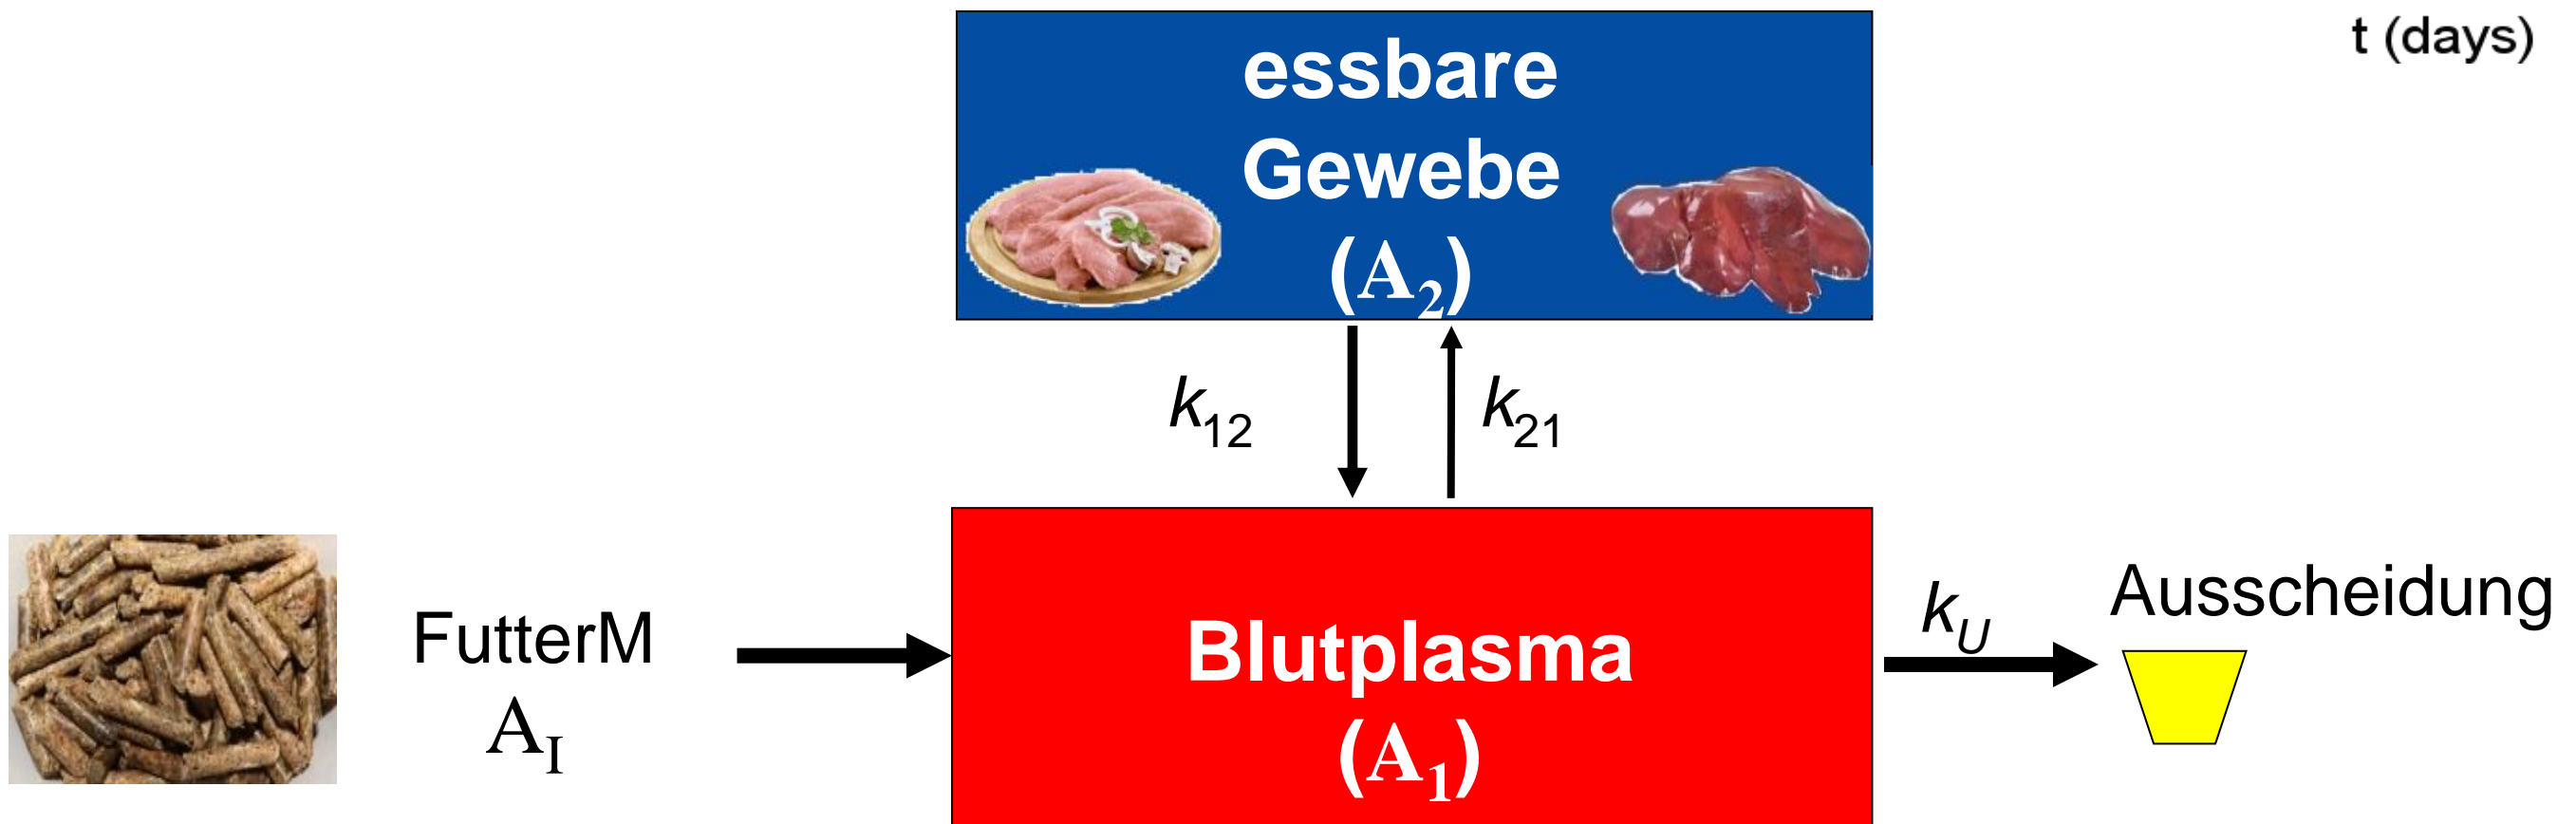 t (days)
essbare
Gewebe
(A2)
k12
k21
FutterM
AI
Blutplasma
(A1)
kU
Ausscheidung